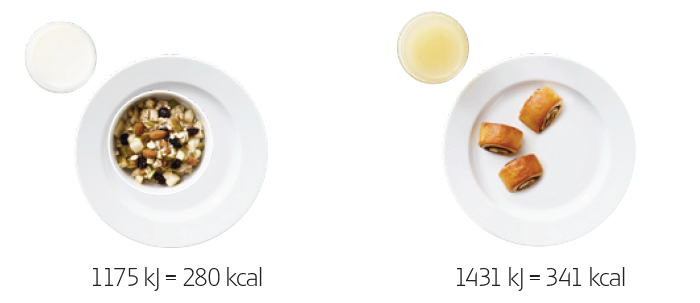 1175 kJ = 280 kcal
1431 kJ = 341 kcal